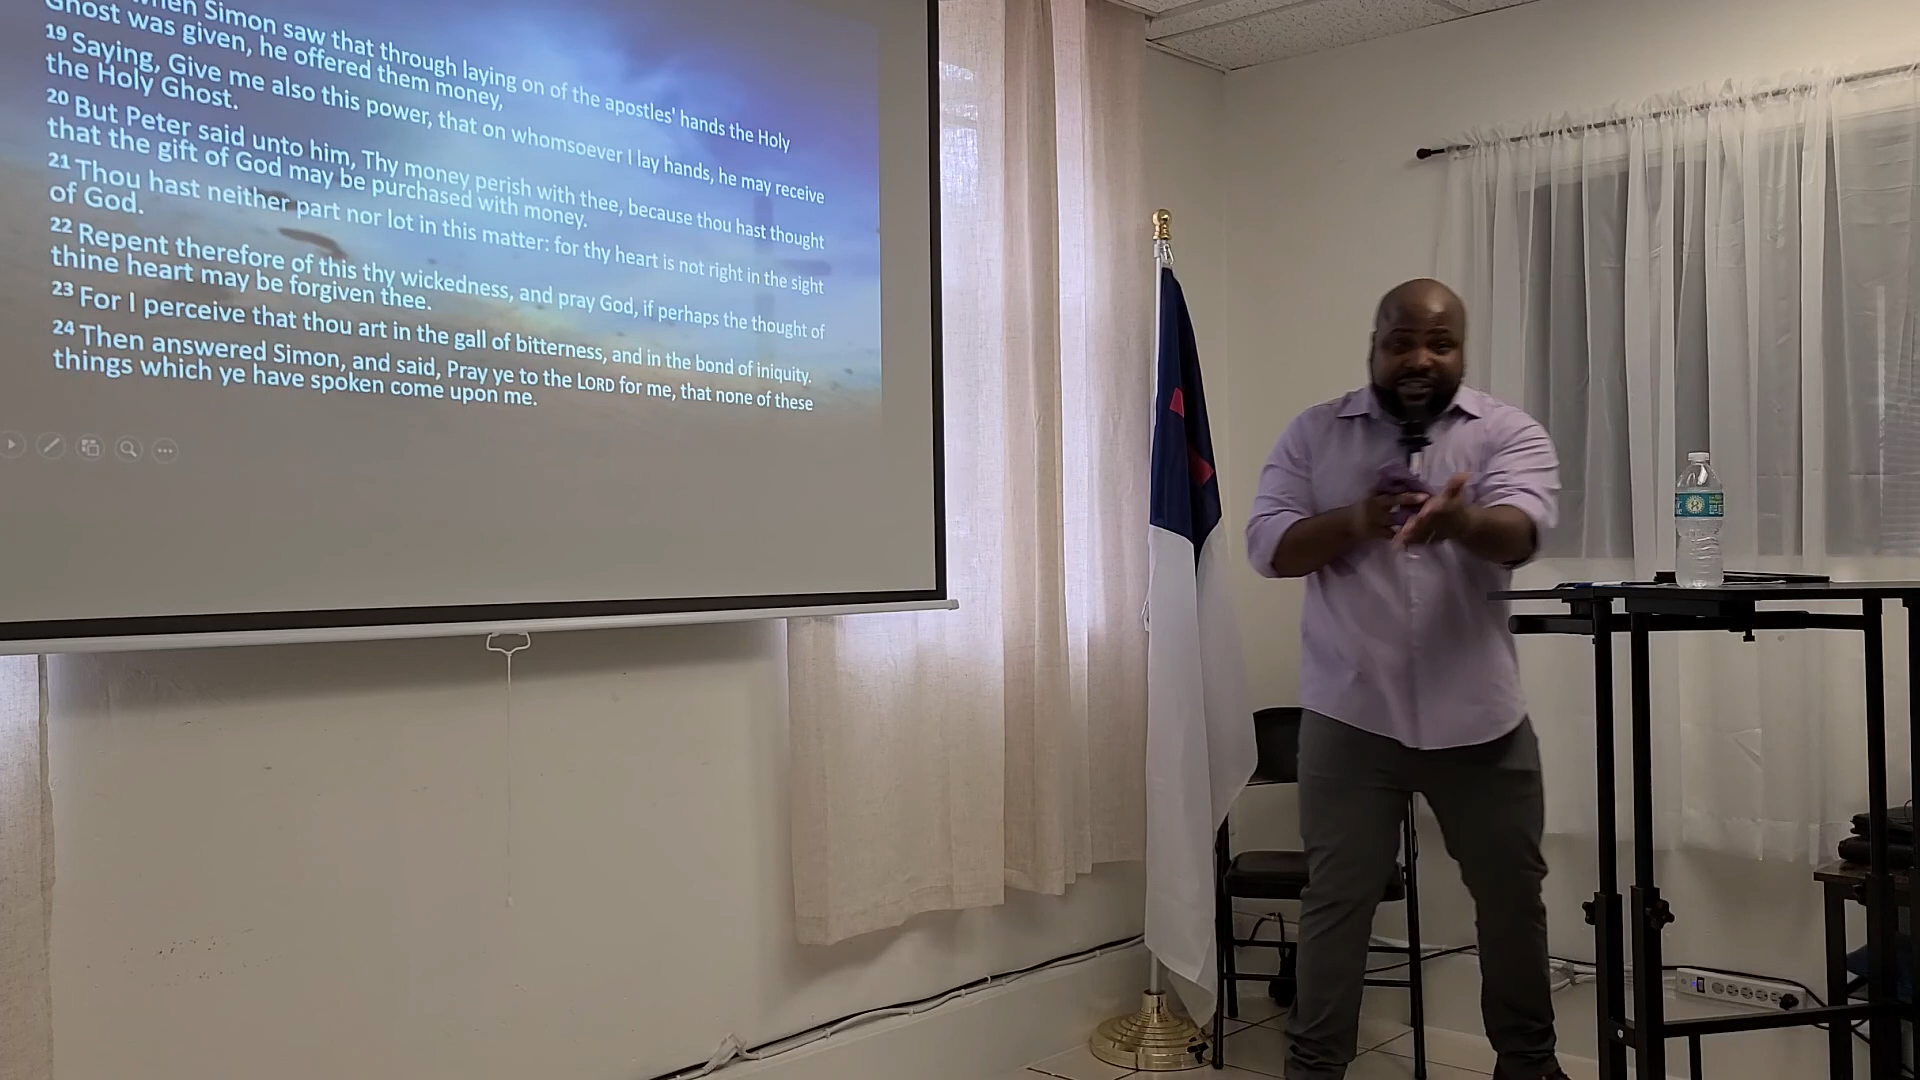 when Simon saw that through laying on of the apostles' hands the Holy
Ghost was given, he offered them money,
19 Saying, Give me also this power, that on whomsoever I lay hands, he may receive
the Holy Ghost.
20 But Peter said unto him, Thy money perish with thee, because thou hast thought
that the gift of God may be purchased with money.
21 Thou hast neither part nor lot in this matter: for thy heart is not right in the sight
of God.
22 Repent therefore of this thy wickedness, and pray God, if perhaps the thought of
thine heart may be forgiven thee.
23 For I perceive that thou art in the gall of bitterness, and in the bond of iniquity.
24 Then answered Simon, and said, Pray ye to the LORD for me, that none of these
things which ye have spoken come upon me.